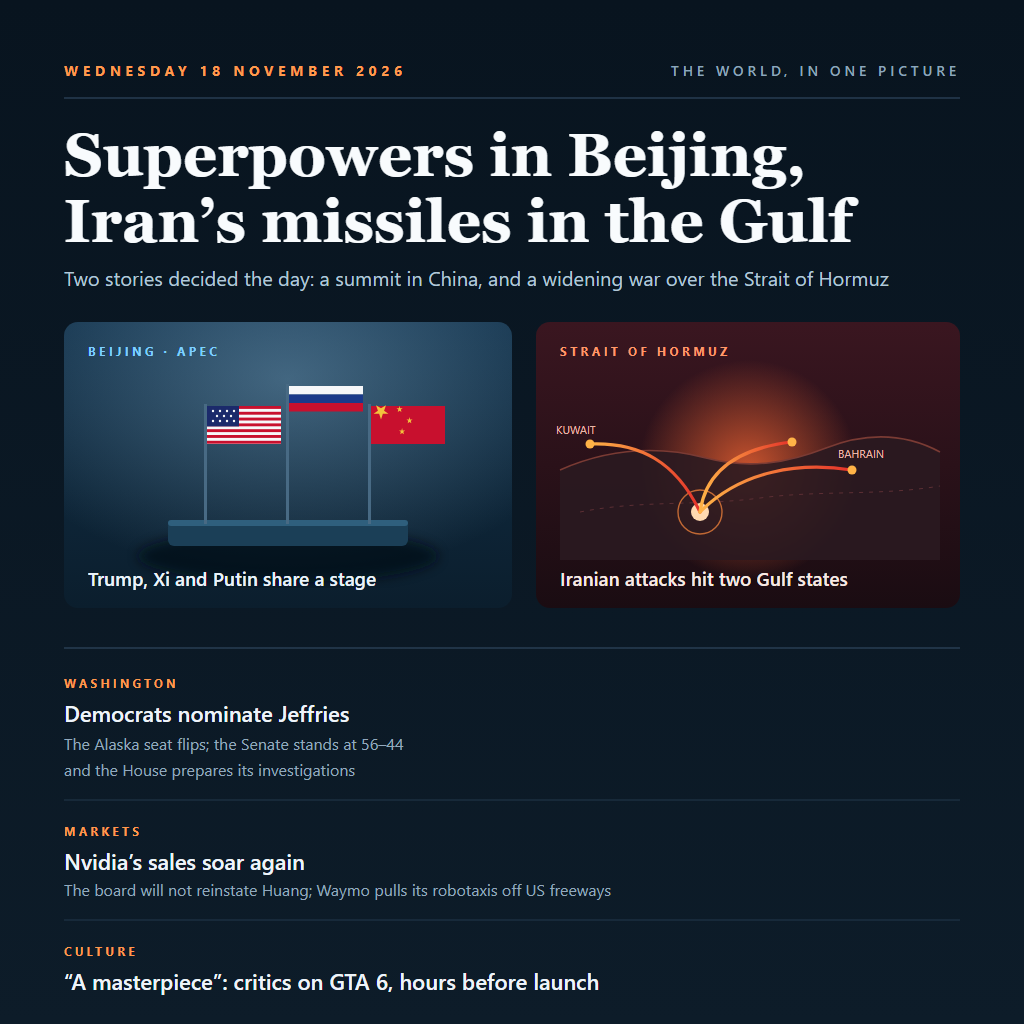 WEDNESDAY 18 NOVEMBER 2026
THE WORLD, IN ONE PICTURE
Superpowers in Beijing,
Iran’s missiles in the Gulf
Two stories decided the day: a summit in China, and a widening war over the Strait of Hormuz
BEIJING · APEC
Trump, Xi and Putin share a stage
STRAIT OF HORMUZ
KUWAIT
BAHRAIN
Iranian attacks hit two Gulf states
WASHINGTON
Democrats nominate Jeffries
The Alaska seat flips; the Senate stands at 56–44
and the House prepares its investigations
MARKETS
Nvidia’s sales soar again
The board will not reinstate Huang; Waymo pulls its robotaxis off US freeways
CULTURE
“A masterpiece”: critics on GTA 6, hours before launch